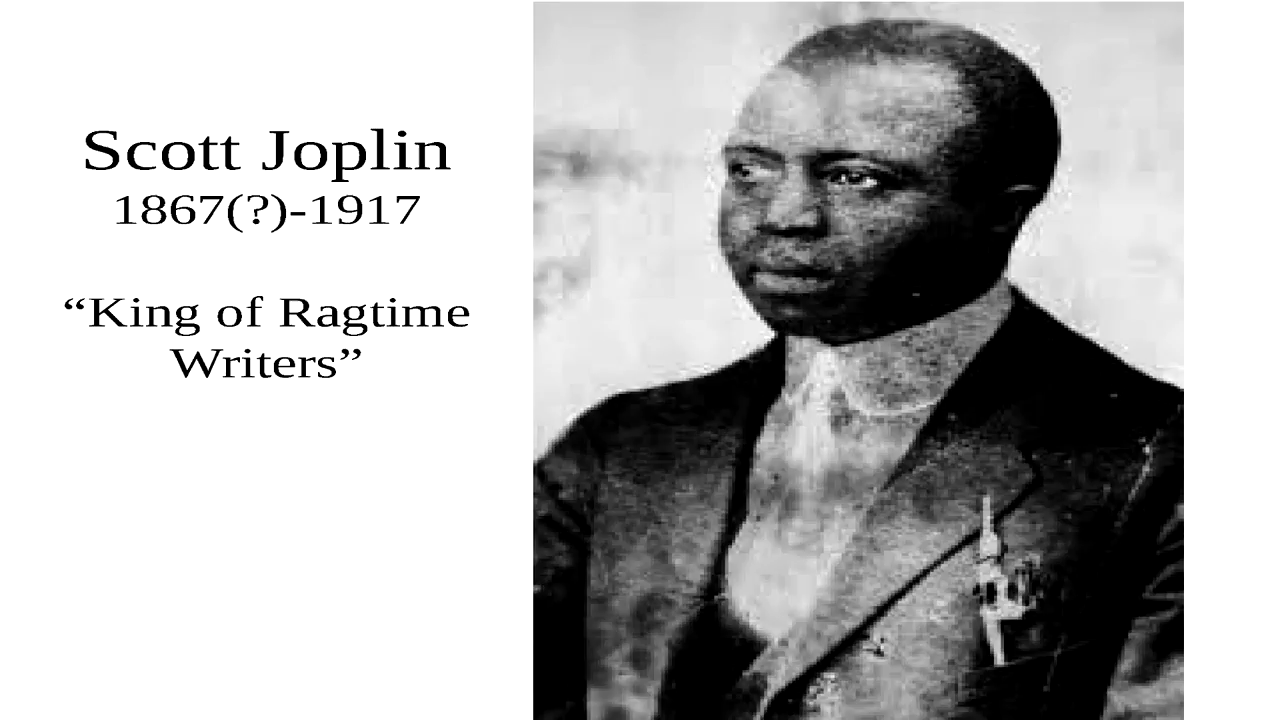 Scott Joplin
1867(?)-1917
“King of Ragtime
Writers”